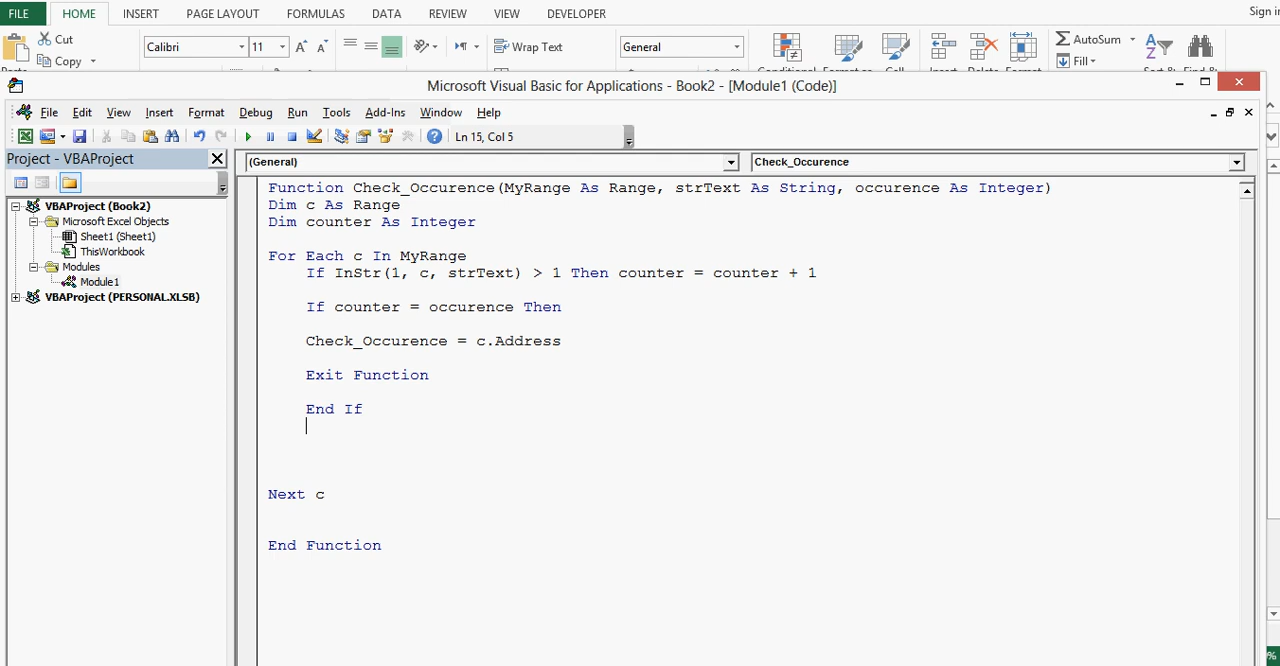 FILE HOME INSERT PAGE LAYOUT FORMULAS DATA REVIEW VIEW DEVELOPER Sign in
Cut Calibri 11 A A Wrap Text General AutoSum
Copy Fill
Microsoft Visual Basic for Applications - Book2 - [Module1 (Code)]
File Edit View Insert Format Debug Run Tools Add-Ins Window Help
Ln 15, Col 5
Project - VBAProject
(General) Check_Occurence
VBAProject (Book2)
Microsoft Excel Objects
Sheet1 (Sheet1)
ThisWorkbook
Modules
Module1
VBAProject (PERSONAL.XLSB)
Function Check_Occurence(MyRange As Range, strText As String, occurence As Integer)
Dim c As Range
Dim counter As Integer
For Each c In MyRange
If InStr(1, c, strText) > 1 Then counter = counter + 1
If counter = occurence Then
Check_Occurence = c.Address
Exit Function
End If
Next c
End Function
%